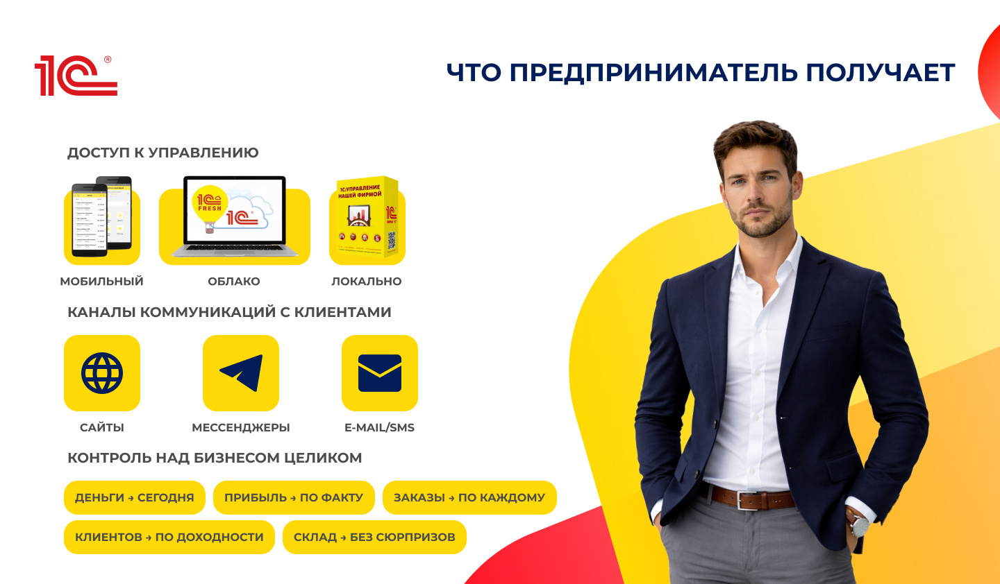 1С®
ЧТО ПРЕДПРИНИМАТЕЛЬ ПОЛУЧАЕТ
ДОСТУП К УПРАВЛЕНИЮ
1С
FRESH
1С
1С:УПРАВЛЕНИЕ
НАШЕЙ ФИРМОЙ
1С
МОБИЛЬНЫЙ
ОБЛАКО
ЛОКАЛЬНО
КАНАЛЫ КОММУНИКАЦИЙ С КЛИЕНТАМИ
САЙТЫ
МЕССЕНДЖЕРЫ
E-MAIL/SMS
КОНТРОЛЬ НАД БИЗНЕСОМ ЦЕЛИКОМ
ДЕНЬГИ → СЕГОДНЯ
ПРИБЫЛЬ → ПО ФАКТУ
ЗАКАЗЫ → ПО КАЖДОМУ
КЛИЕНТОВ → ПО ДОХОДНОСТИ
СКЛАД → БЕЗ СЮРПРИЗОВ